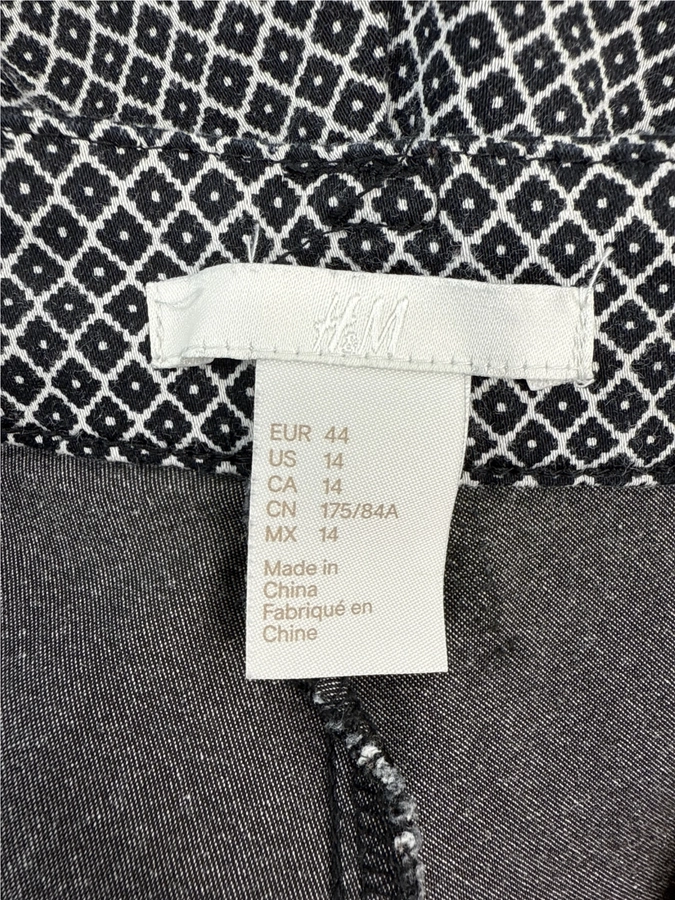 H&M
EUR 44
US 14
CA 14
CN 175/84A
MX 14
Made in
China
Fabriqué en
Chine